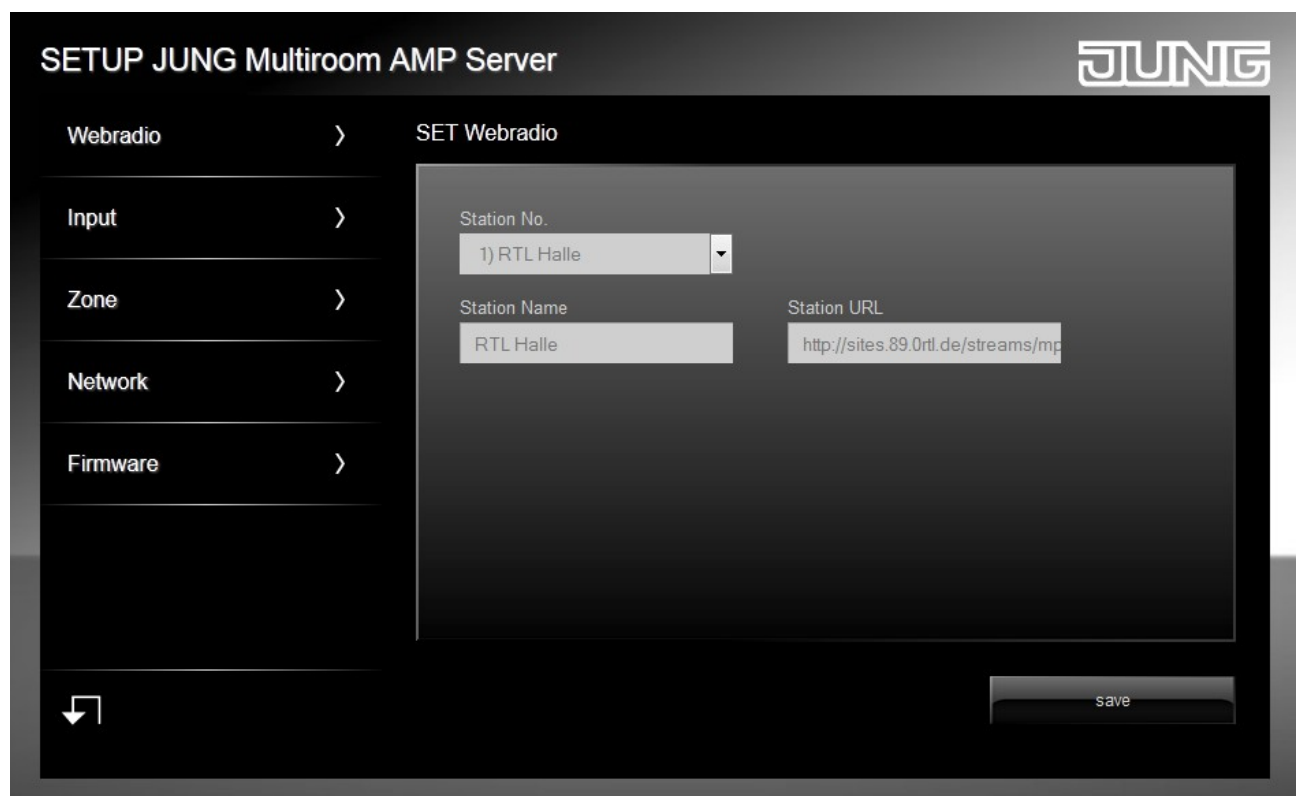 SETUP JUNG Multiroom AMP Server
JUNG
Webradio
Input
Zone
Network
Firmware
SET Webradio
Station No.
1) RTL Halle
Station Name
Station URL
RTL Halle
http://sites.89.0rtl.de/streams/mp
save